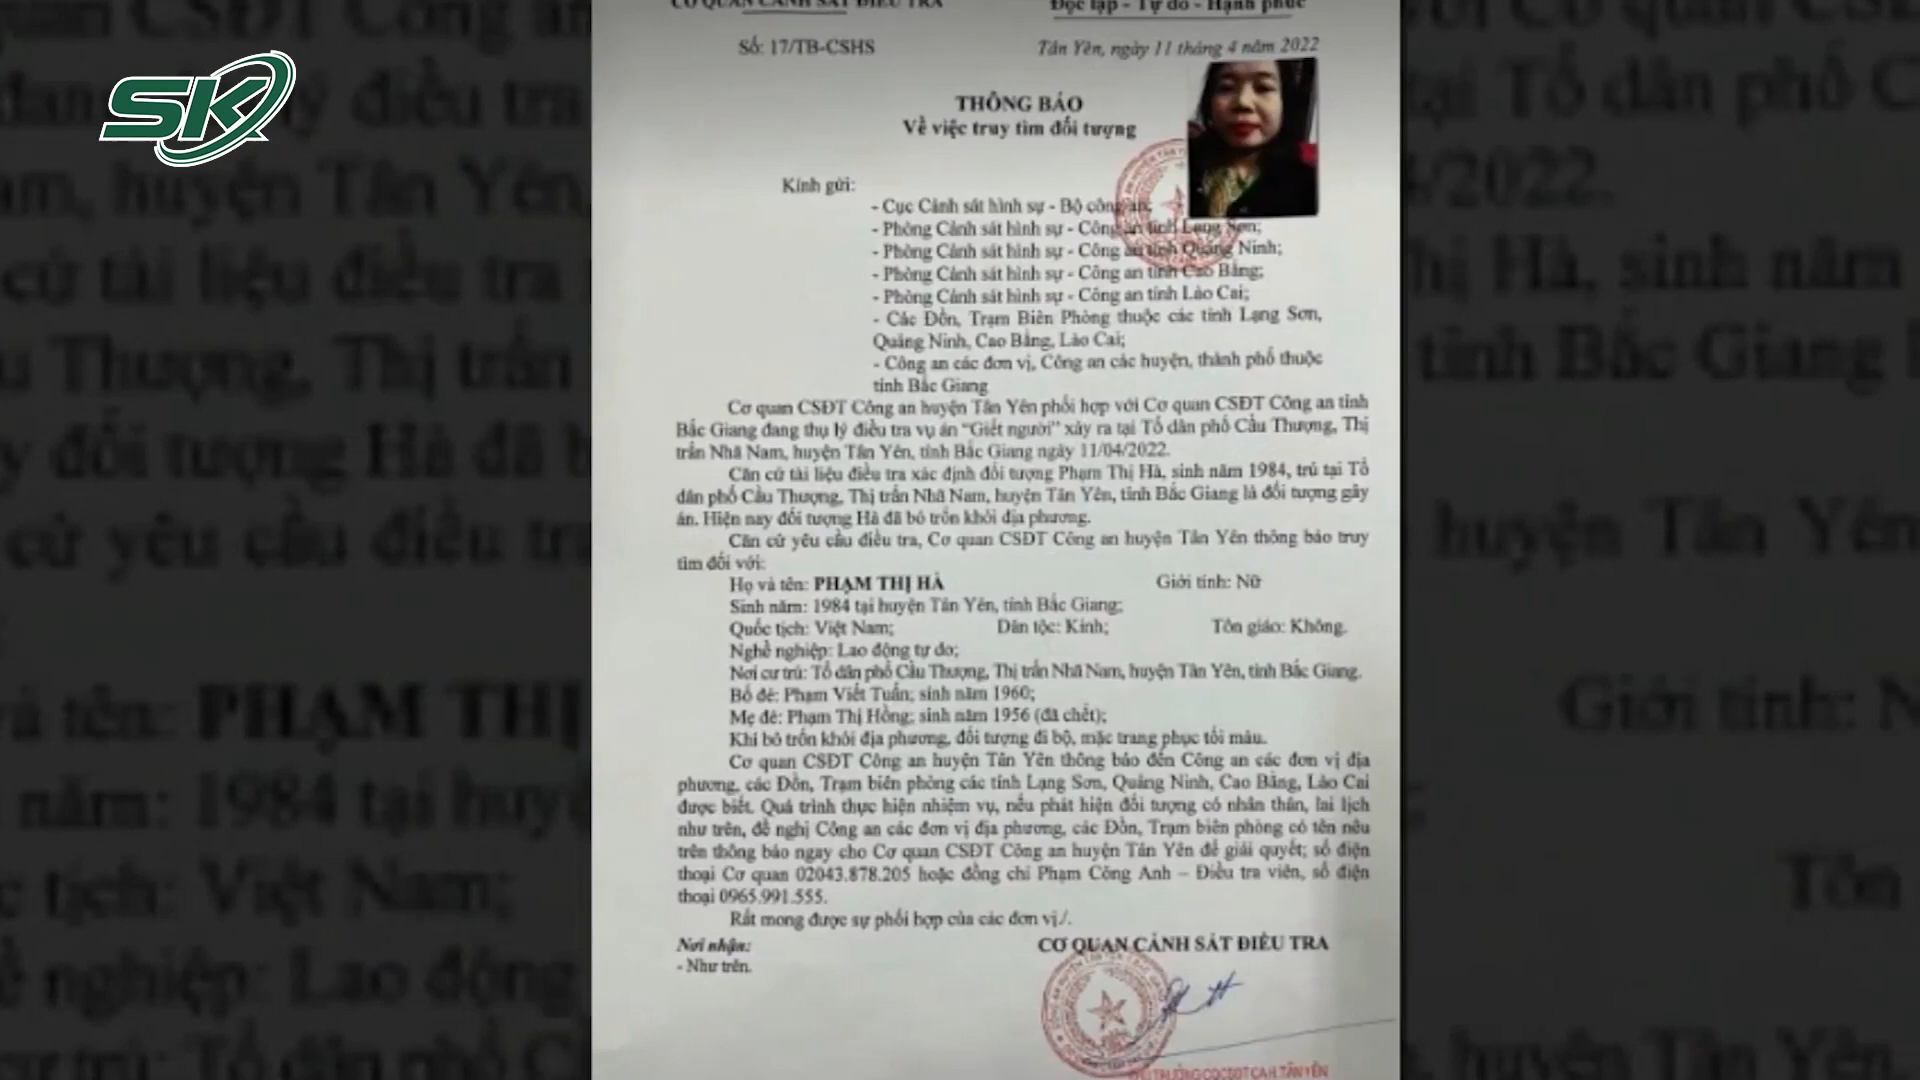 SK
CƠ QUAN CẢNH SÁT ĐIỀU TRA
Độc lập - Tự do - Hạnh phúc
Số: 17/TB-CSHS
Tân Yên, ngày 11 tháng 4 năm 2022
THÔNG BÁO
Về việc truy tìm đối tượng
Kính gửi:
- Cục Cảnh sát hình sự - Bộ công an;
- Phòng Cảnh sát hình sự - Công an tỉnh Lạng Sơn;
- Phòng Cảnh sát hình sự - Công an tỉnh Quảng Ninh;
- Phòng Cảnh sát hình sự - Công an tỉnh Cao Bằng;
- Phòng Cảnh sát hình sự - Công an tỉnh Lào Cai;
- Các Đồn, Trạm Biên Phòng thuộc các tỉnh Lạng Sơn,
Quảng Ninh, Cao Bằng, Lào Cai;
- Công an các đơn vị, Công an các huyện, thành phố thuộc
tỉnh Bắc Giang
Cơ quan CSĐT Công an huyện Tân Yên phối hợp với Cơ quan CSĐT Công an tỉnh
Bắc Giang đang thụ lý điều tra vụ án “Giết người” xảy ra tại Tổ dân phố Cầu Thượng, Thị
trấn Nhã Nam, huyện Tân Yên, tỉnh Bắc Giang ngày 11/04/2022.
Căn cứ tài liệu điều tra xác định đối tượng Phạm Thị Hà, sinh năm 1984, trú tại Tổ
dân phố Cầu Thượng, Thị trấn Nhã Nam, huyện Tân Yên, tỉnh Bắc Giang là đối tượng gây
án. Hiện nay đối tượng Hà đã bỏ trốn khỏi địa phương.
Căn cứ yêu cầu điều tra, Cơ quan CSĐT Công an huyện Tân Yên thông báo truy
tìm đối với:
Họ và tên: PHẠM THỊ HÀ
Giới tính: Nữ
Sinh năm: 1984 tại huyện Tân Yên, tỉnh Bắc Giang;
Quốc tịch: Việt Nam; Dân tộc: Kinh; Tôn giáo: Không.
Nghề nghiệp: Lao động tự do;
Nơi cư trú: Tổ dân phố Cầu Thượng, Thị trấn Nhã Nam, huyện Tân Yên, tỉnh Bắc Giang.
Bố đẻ: Phạm Viết Tuấn; sinh năm 1960;
Mẹ đẻ: Phạm Thị Hồng; sinh năm 1956 (đã chết);
Khi bỏ trốn khỏi địa phương, đối tượng đi bộ, mặc trang phục tối màu.
Cơ quan CSĐT Công an huyện Tân Yên thông báo đến Công an các đơn vị địa
phương, các Đồn, Trạm biên phòng các tỉnh Lạng Sơn, Quảng Ninh, Cao Bằng, Lào Cai
được biết. Quá trình thực hiện nhiệm vụ, nếu phát hiện đối tượng có nhân thân, lai lịch
như trên, đề nghị Công an các đơn vị địa phương, các Đồn, Trạm biên phòng có tên nêu
trên thông báo ngay cho Cơ quan CSĐT Công an huyện Tân Yên để giải quyết; số điện
thoại Cơ quan 02043.878.205 hoặc đồng chí Phạm Công Anh – Điều tra viên, số điện
thoại 0965.991.555.
Rất mong được sự phối hợp của các đơn vị./.
Nơi nhận:
- Như trên.
CƠ QUAN CẢNH SÁT ĐIỀU TRA
TRƯỞNG CQCSĐT CA.H. TÂN YÊN